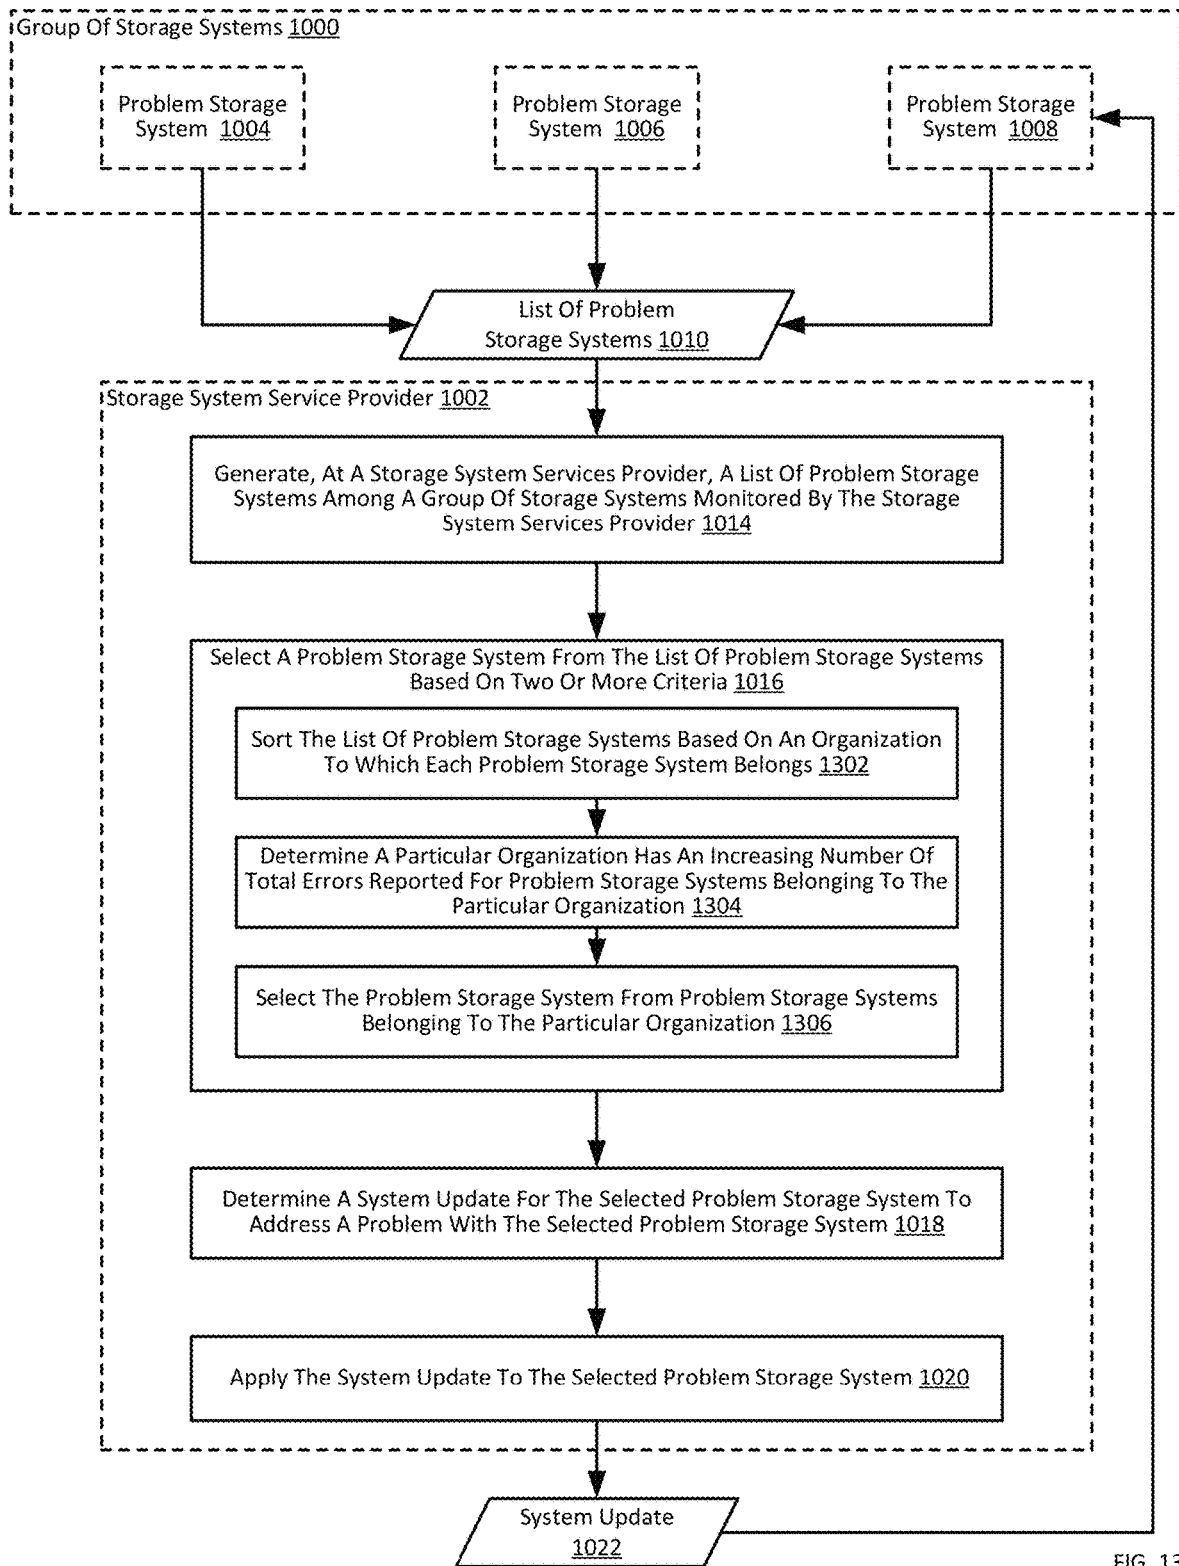 Group Of Storage Systems 1000
Problem Storage
System 1004
Problem Storage
System 1006
Problem Storage
System 1008
List Of Problem
Storage Systems 1010
Storage System Service Provider 1002
Generate, At A Storage System Services Provider, A List Of Problem Storage
Systems Among A Group Of Storage Systems Monitored By The Storage
System Services Provider 1014
Select A Problem Storage System From The List Of Problem Storage Systems
Based On Two Or More Criteria 1016
Sort The List Of Problem Storage Systems Based On An Organization
To Which Each Problem Storage System Belongs 1302
Determine A Particular Organization Has An Increasing Number Of
Total Errors Reported For Problem Storage Systems Belonging To The
Particular Organization 1304
Select The Problem Storage System From Problem Storage Systems
Belonging To The Particular Organization 1306
Determine A System Update For The Selected Problem Storage System To
Address A Problem With The Selected Problem Storage System 1018
Apply The System Update To The Selected Problem Storage System 1020
System Update
1022
FIG. 13